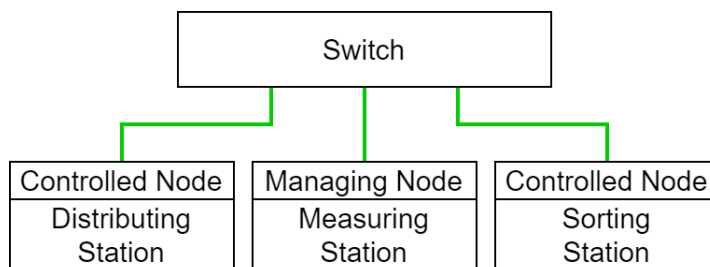 Switch
Controlled Node
Distributing
Station
Managing Node
Measuring
Station
Controlled Node
Sorting
Station